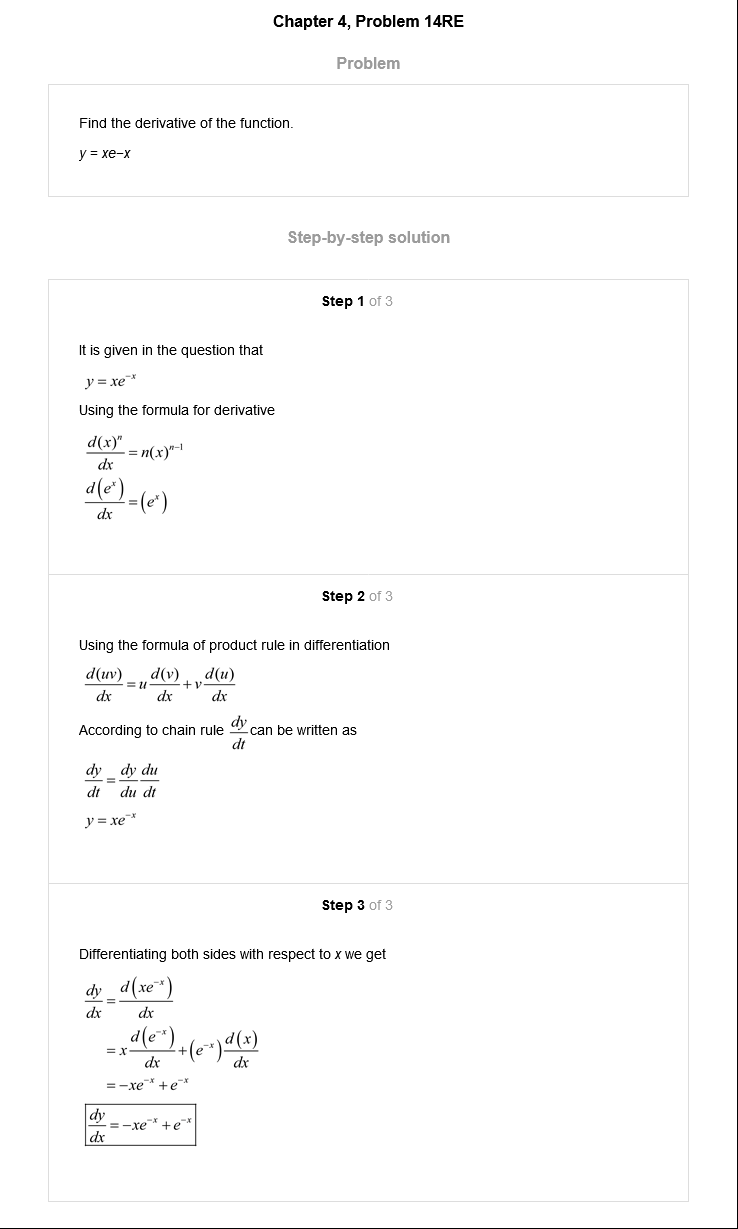 Chapter 4, Problem 14RE
Problem
Find the derivative of the function.
y = xe−x
Step-by-step solution
Step 1 of 3
It is given in the question that
$y = xe^{-x}$
Using the formula for derivative
$\frac{d(x)^n}{dx} = n(x)^{n-1}$
$\frac{d(e^x)}{dx} = (e^x)$
Step 2 of 3
Using the formula of product rule in differentiation
$\frac{d(uv)}{dx} = u\frac{d(v)}{dx} + v\frac{d(u)}{dx}$
According to chain rule $\frac{dy}{dt}$ can be written as
$\frac{dy}{dt} = \frac{dy}{du}\frac{du}{dt}$
$y = xe^{-x}$
Step 3 of 3
Differentiating both sides with respect to x we get
$\frac{dy}{dx} = \frac{d(xe^{-x})}{dx}$
$= x\frac{d(e^{-x})}{dx} + (e^{-x})\frac{d(x)}{dx}$
$= -xe^{-x} + e^{-x}$
$\frac{dy}{dx} = -xe^{-x} + e^{-x}$